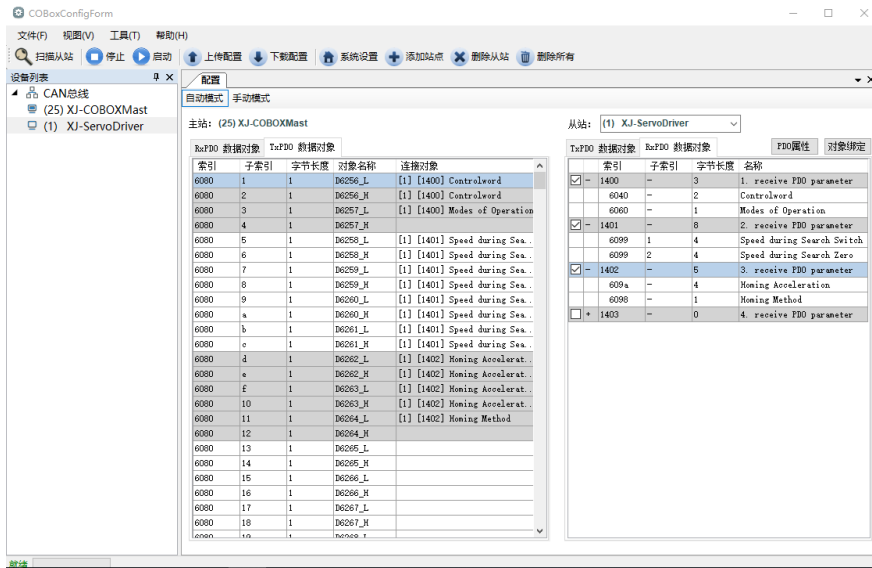 COBoxConfigForm
文件(F) 视图(V) 工具(T) 帮助(H)
扫描从站 停止 启动 上传配置 下载配置 系统设置 添加站点 删除从站 删除所有
设备列表
CAN总线
(25) XJ-COBOXMast
(1) XJ-ServoDriver
配置
自动模式 手动模式
主站: (25) XJ-COBOXMast
RxPDO 数据对象 TxPDO 数据对象
索引 子索引 字节长度 对象名称 连接对象
6080 1 1 D6256_L [1] [1400] Controlword
6080 2 1 D6256_H [1] [1400] Controlword
6080 3 1 D6257_L [1] [1400] Modes of Operation
6080 4 1 D6257_H
6080 5 1 D6258_L [1] [1401] Speed during Sea...
6080 6 1 D6258_H [1] [1401] Speed during Sea...
6080 7 1 D6259_L [1] [1401] Speed during Sea...
6080 8 1 D6259_H [1] [1401] Speed during Sea...
6080 9 1 D6260_L [1] [1401] Speed during Sea...
6080 a 1 D6260_H [1] [1401] Speed during Sea...
6080 b 1 D6261_L [1] [1401] Speed during Sea...
6080 c 1 D6261_H [1] [1401] Speed during Sea...
6080 d 1 D6262_L [1] [1402] Homing Accelerat...
6080 e 1 D6262_H [1] [1402] Homing Accelerat...
6080 f 1 D6263_L [1] [1402] Homing Accelerat...
6080 10 1 D6263_H [1] [1402] Homing Accelerat...
6080 11 1 D6264_L [1] [1402] Homing Method
6080 12 1 D6264_H
6080 13 1 D6265_L
6080 14 1 D6265_H
6080 15 1 D6266_L
6080 16 1 D6266_H
6080 17 1 D6267_L
6080 18 1 D6267_H
从站: (1) XJ-ServoDriver
TxPDO 数据对象 RxPDO 数据对象 PDO属性 对象绑定
索引 子索引 字节长度 名称
- 1400 - 3 1. receive PDO parameter
6040 - 2 Controlword
6060 - 1 Modes of Operation
- 1401 - 8 2. receive PDO parameter
6099 1 4 Speed during Search Switch
6099 2 4 Speed during Search Zero
- 1402 - 5 3. receive PDO parameter
609a - 4 Homing Acceleration
6098 - 1 Homing Method
+ 1403 - 0 4. receive PDO parameter
就绪